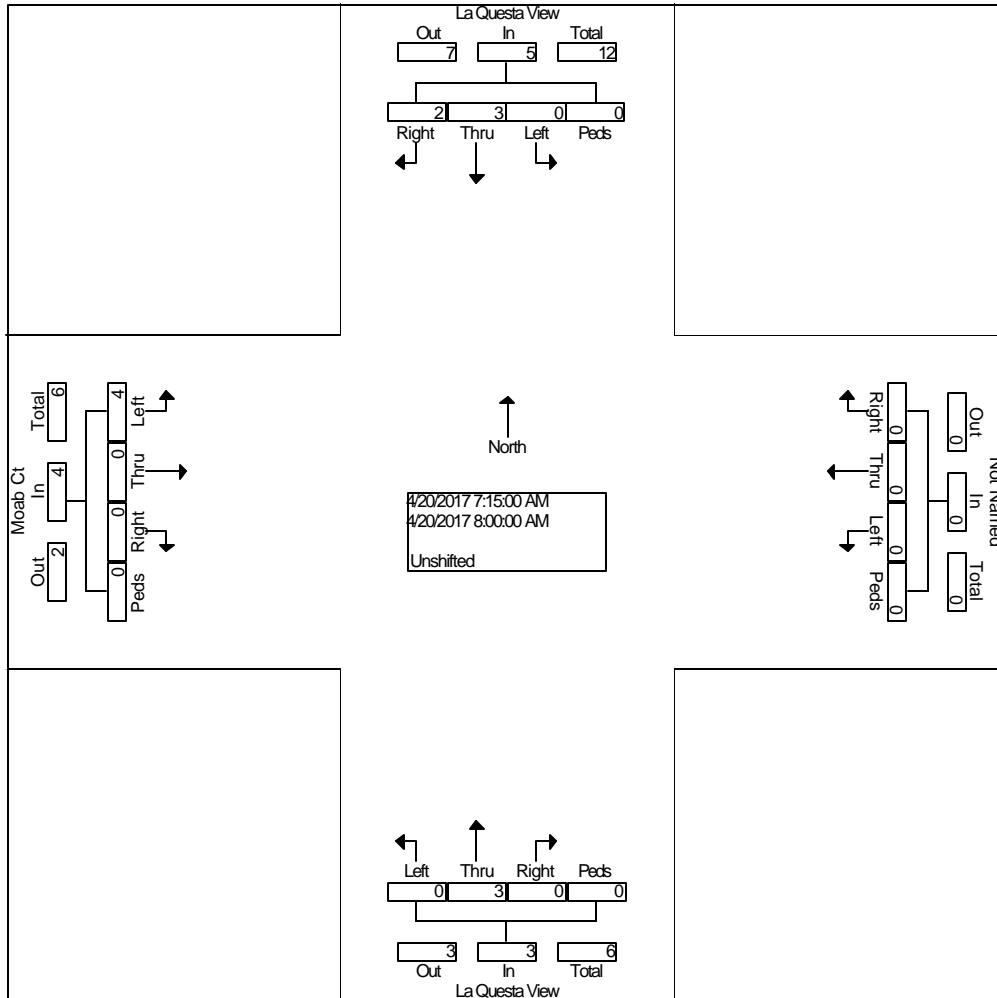 La Questa View
Out In Total
7 5 12
2 3 0 0
Right Thru Left Peds
Moab Ct
Total In Out
6 4 2
4 0 0 0
Left Thru Right Peds
North
4/20/2017 7:15:00 AM
4/20/2017 8:00:00 AM
Unshifted
Right Thru Left Peds
0 0 0 0
0 0 0
Out In Total
Not Named
Left Thru Right Peds
0 3 0 0
3 3 6
Out In Total
La Questa View